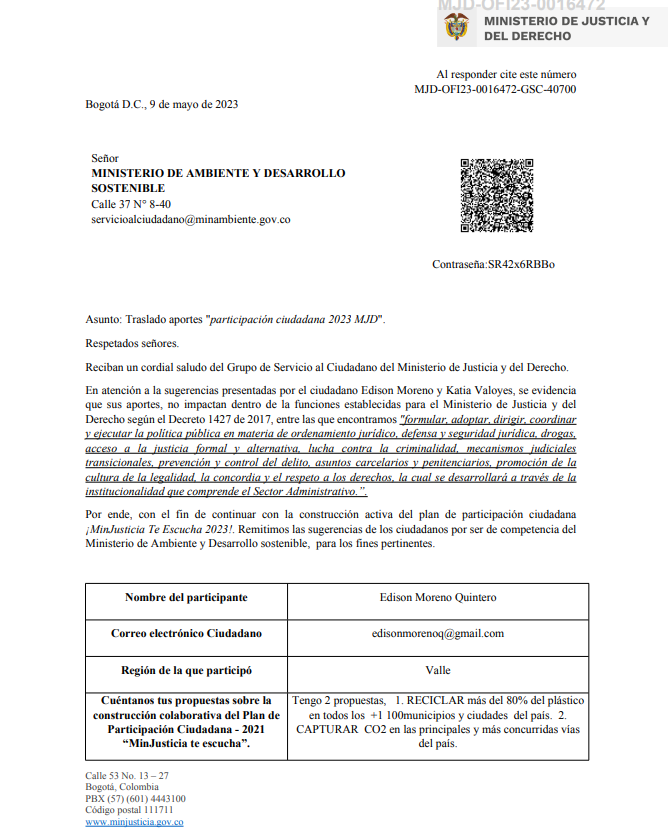 MJD-OFI23-0016472
MINISTERIO DE JUSTICIA Y
DEL DERECHO
Al responder cite este número
MJD-OFI23-0016472-GSC-40700
Bogotá D.C., 9 de mayo de 2023
Señor
MINISTERIO DE AMBIENTE Y DESARROLLO
SOSTENIBLE
Calle 37 N° 8-40
servicioalciudadano@minambiente.gov.co
Contraseña:SR42x6RBBo
Asunto: Traslado aportes "participación ciudadana 2023 MJD".
Respetados señores.
Reciban un cordial saludo del Grupo de Servicio al Ciudadano del Ministerio de Justicia y del Derecho.
En atención a la sugerencias presentadas por el ciudadano Edison Moreno y Katia Valoyes, se evidencia
que sus aportes, no impactan dentro de la funciones establecidas para el Ministerio de Justicia y del
Derecho según el Decreto 1427 de 2017, entre las que encontramos "formular, adoptar, dirigir, coordinar
y ejecutar la política pública en materia de ordenamiento jurídico, defensa y seguridad jurídica, drogas,
acceso a la justicia formal y alternativa, lucha contra la criminalidad, mecanismos judiciales
transicionales, prevención y control del delito, asuntos carcelarios y penitenciarios, promoción de la
cultura de la legalidad, la concordia y el respeto a los derechos, la cual se desarrollará a través de la
institucionalidad que comprende el Sector Administrativo.".
Por ende, con el fin de continuar con la construcción activa del plan de participación ciudadana
¡MinJusticia Te Escucha 2023!. Remitimos las sugerencias de los ciudadanos por ser de competencia del
Ministerio de Ambiente y Desarrollo sostenible, para los fines pertinentes.
Nombre del participante
Edison Moreno Quintero
Correo electrónico Ciudadano
edisonmorenoq@gmail.com
Región de la que participó
Valle
Cuéntanos tus propuestas sobre la
construcción colaborativa del Plan de
Participación Ciudadana - 2021
“MinJusticia te escucha”.
Tengo 2 propuestas, 1. RECICLAR más del 80% del plástico
en todos los +1 100municipios y ciudades del país. 2.
CAPTURAR CO2 en las principales y más concurridas vías
del país.
Calle 53 No. 13 – 27
Bogotá, Colombia
PBX (57) (601) 4443100
Código postal 111711
www.minjusticia.gov.co